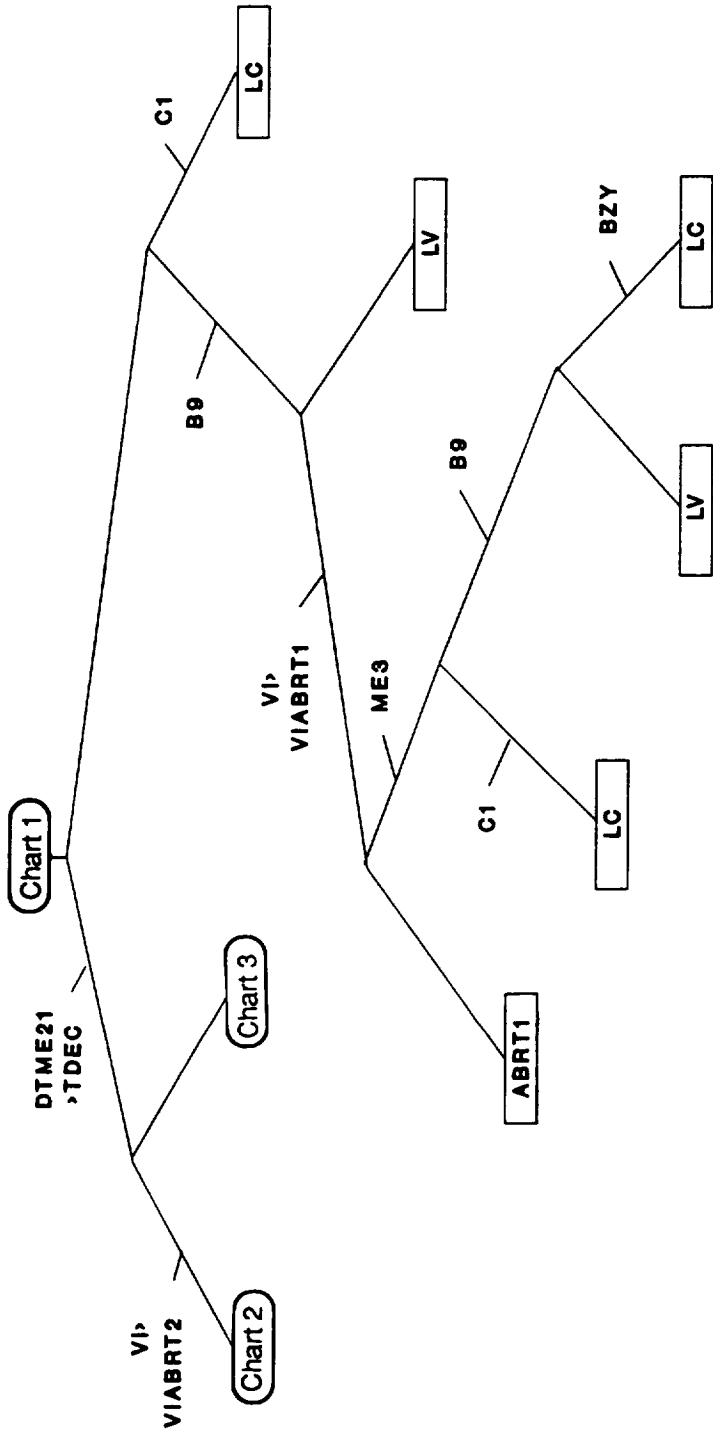 Chart 1
DTME21
>TDEC
VI>
VIABRT2
Chart 2
Chart 3
C1
LC
B9
LV
VI>
VIABRT1
ABRT1
ME3
C1
LC
B9
LV
BZY
LC